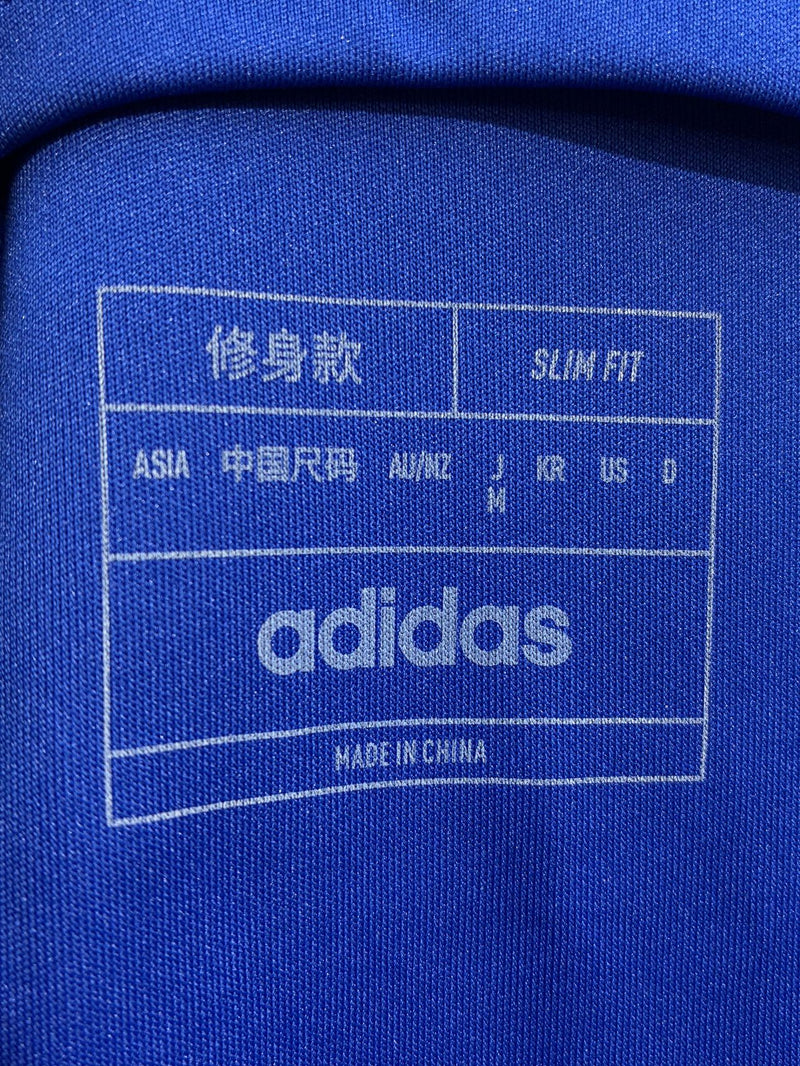 修身款 SLIM FIT
ASIA 中国尺码 AU/NZ J KR US D
M
adidas
MADE IN CHINA